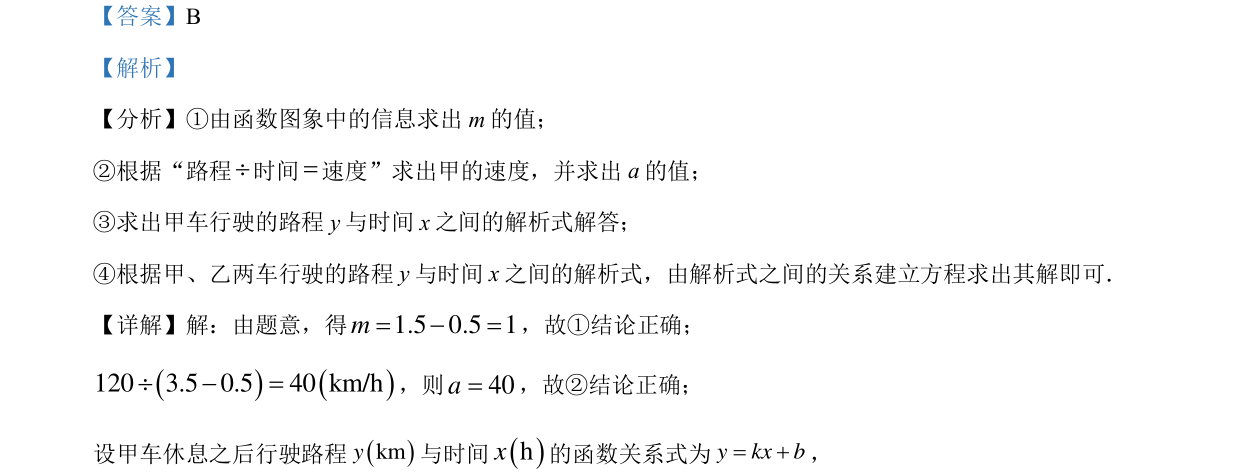 【答案】B
【解析】
【分析】①由函数图象中的信息求出 m 的值；
②根据“路程÷时间=速度”求出甲的速度，并求出 a 的值；
③求出甲车行驶的路程 y 与时间 x 之间的解析式解答；
④根据甲、乙两车行驶的路程 y 与时间 x 之间的解析式，由解析式之间的关系建立方程求出其解即可．
【详解】解：由题意，得 m = 1.5 − 0.5 = 1，故①结论正确；
120÷(3.5−0.5) = 40(km/h)，则 a = 40，故②结论正确；
设甲车休息之后行驶路程 y(km) 与时间 x(h) 的函数关系式为 y = kx + b，